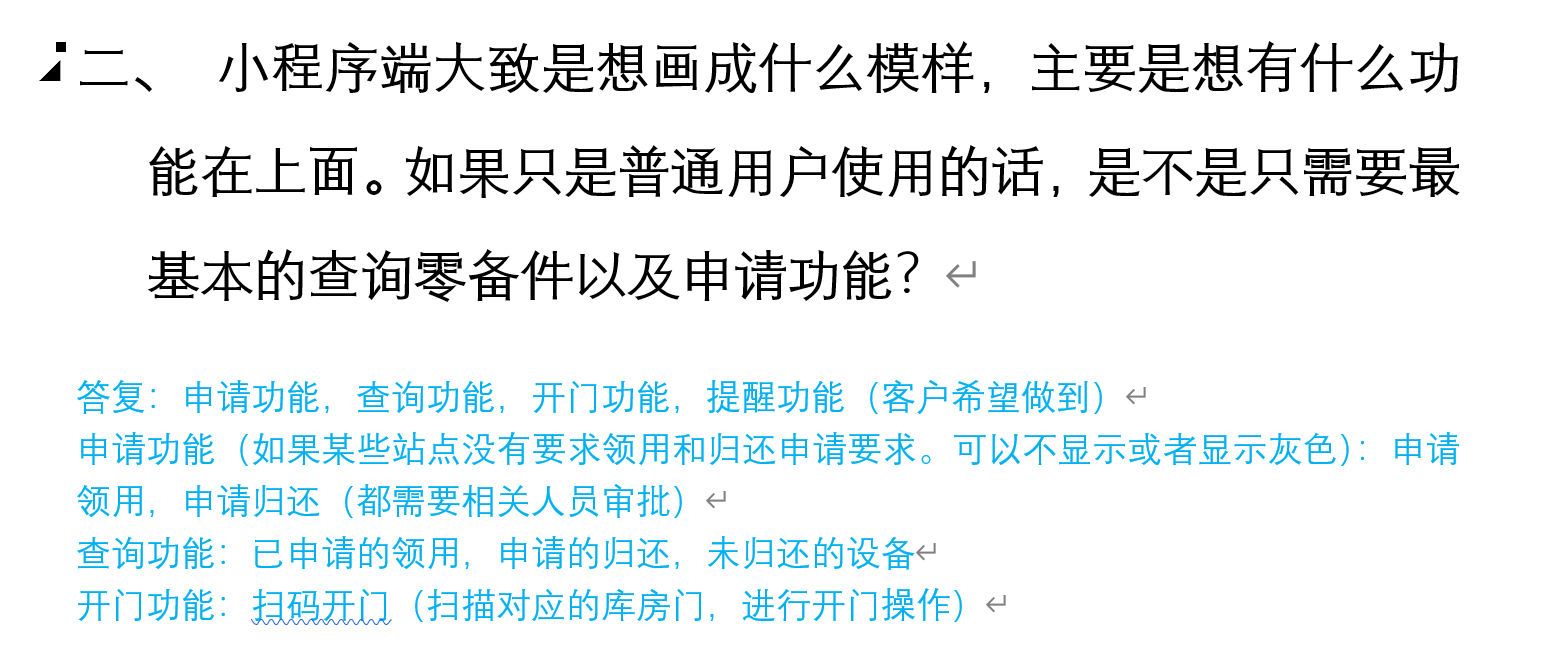 二、 小程序端大致是想画成什么模样，主要是想有什么功
能在上面。如果只是普通用户使用的话，是不是只需要最
基本的查询零备件以及申请功能？
答复：申请功能，查询功能，开门功能，提醒功能（客户希望做到）
申请功能（如果某些站点没有要求领用和归还申请要求。可以不显示或者显示灰色）：申请
领用，申请归还（都需要相关人员审批）
查询功能：已申请的领用，申请的归还，未归还的设备
开门功能：扫码开门（扫描对应的库房门，进行开门操作）